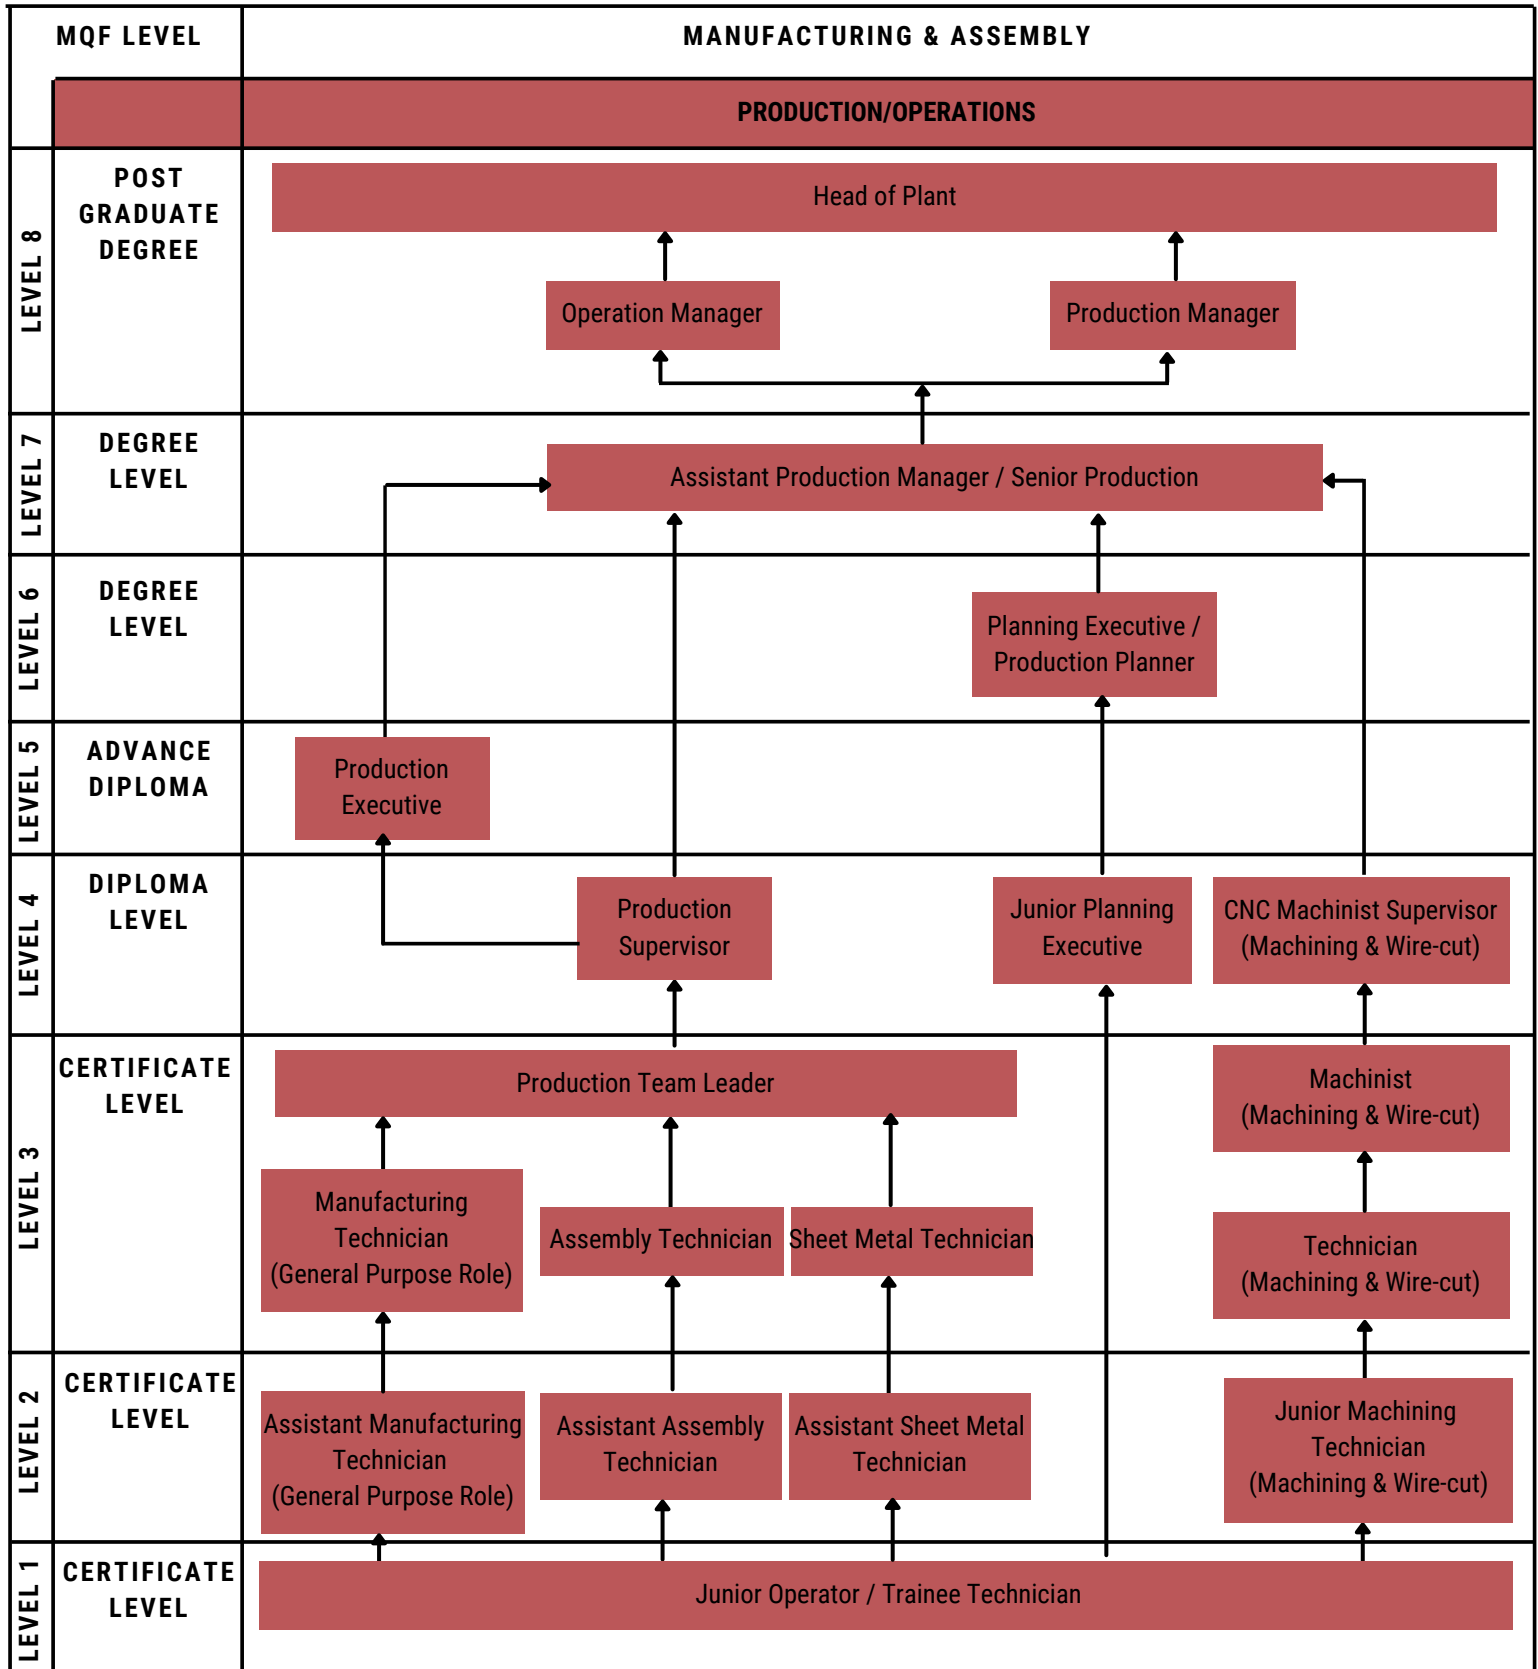 MQF LEVEL
MANUFACTURING & ASSEMBLY
PRODUCTION/OPERATIONS
LEVEL 8
POST
GRADUATE
DEGREE
Head of Plant
Operation Manager
Production Manager
LEVEL 7
DEGREE
LEVEL
Assistant Production Manager / Senior Production
LEVEL 6
DEGREE
LEVEL
Planning Executive /
Production Planner
LEVEL 5
ADVANCE
DIPLOMA
Production
Executive
LEVEL 4
DIPLOMA
LEVEL
Production
Supervisor
Junior Planning
Executive
CNC Machinist Supervisor
(Machining & Wire-cut)
LEVEL 3
CERTIFICATE
LEVEL
Production Team Leader
Machinist
(Machining & Wire-cut)
Manufacturing
Technician
(General Purpose Role)
Assembly Technician
Sheet Metal Technician
Technician
(Machining & Wire-cut)
LEVEL 2
CERTIFICATE
LEVEL
Assistant Manufacturing
Technician
(General Purpose Role)
Assistant Assembly
Technician
Assistant Sheet Metal
Technician
Junior Machining
Technician
(Machining & Wire-cut)
LEVEL 1
CERTIFICATE
LEVEL
Junior Operator / Trainee Technician